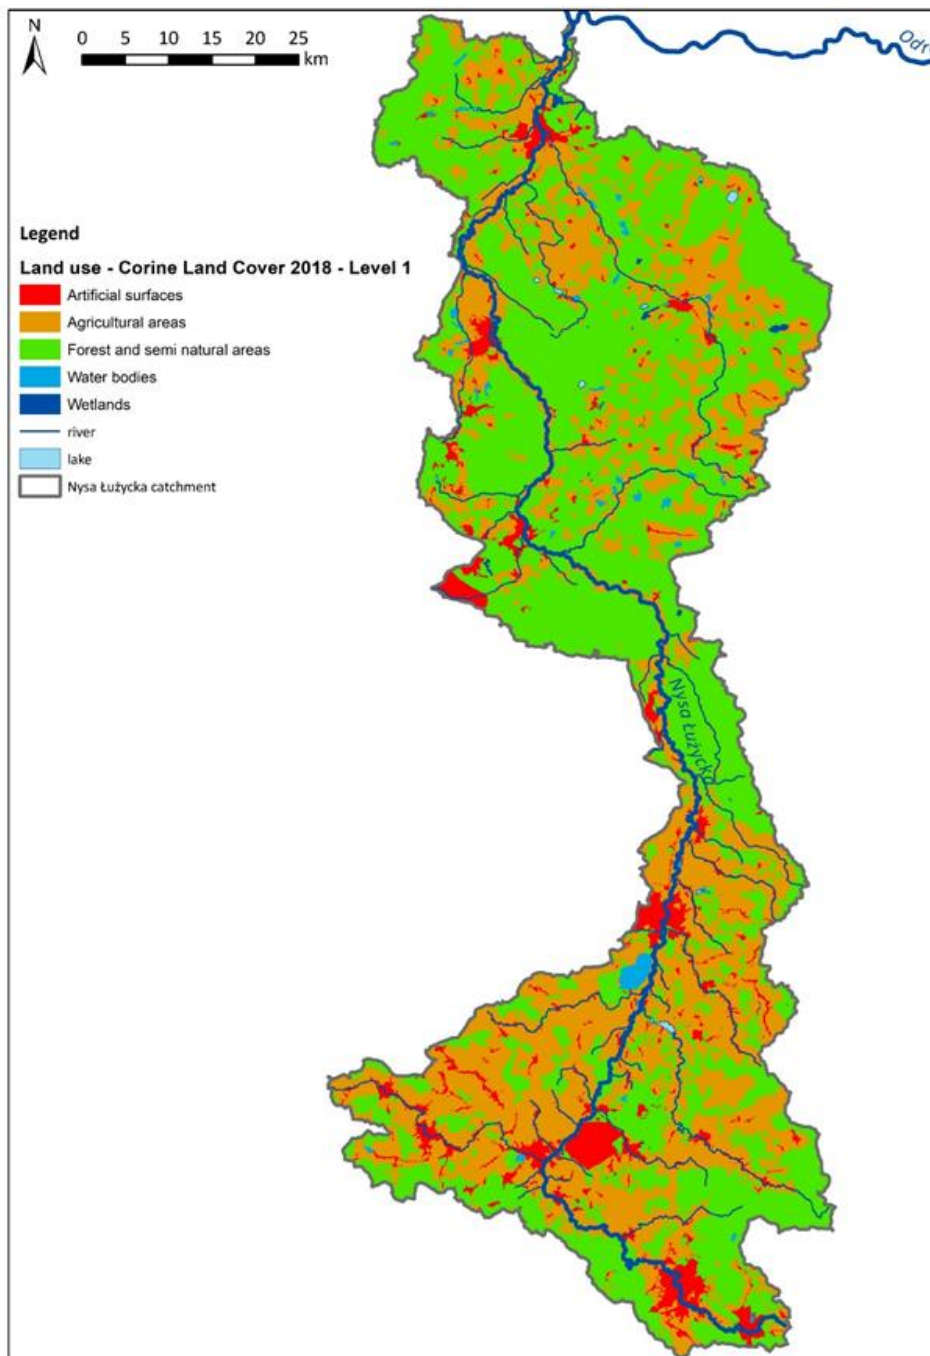 N
0 5 10 15 20 25
km
Legend
Land use - Corine Land Cover 2018 - Level 1
Artificial surfaces
Agricultural areas
Forest and semi natural areas
Water bodies
Wetlands
river
lake
Nysa Łużycka catchment
Nysa Łużycka